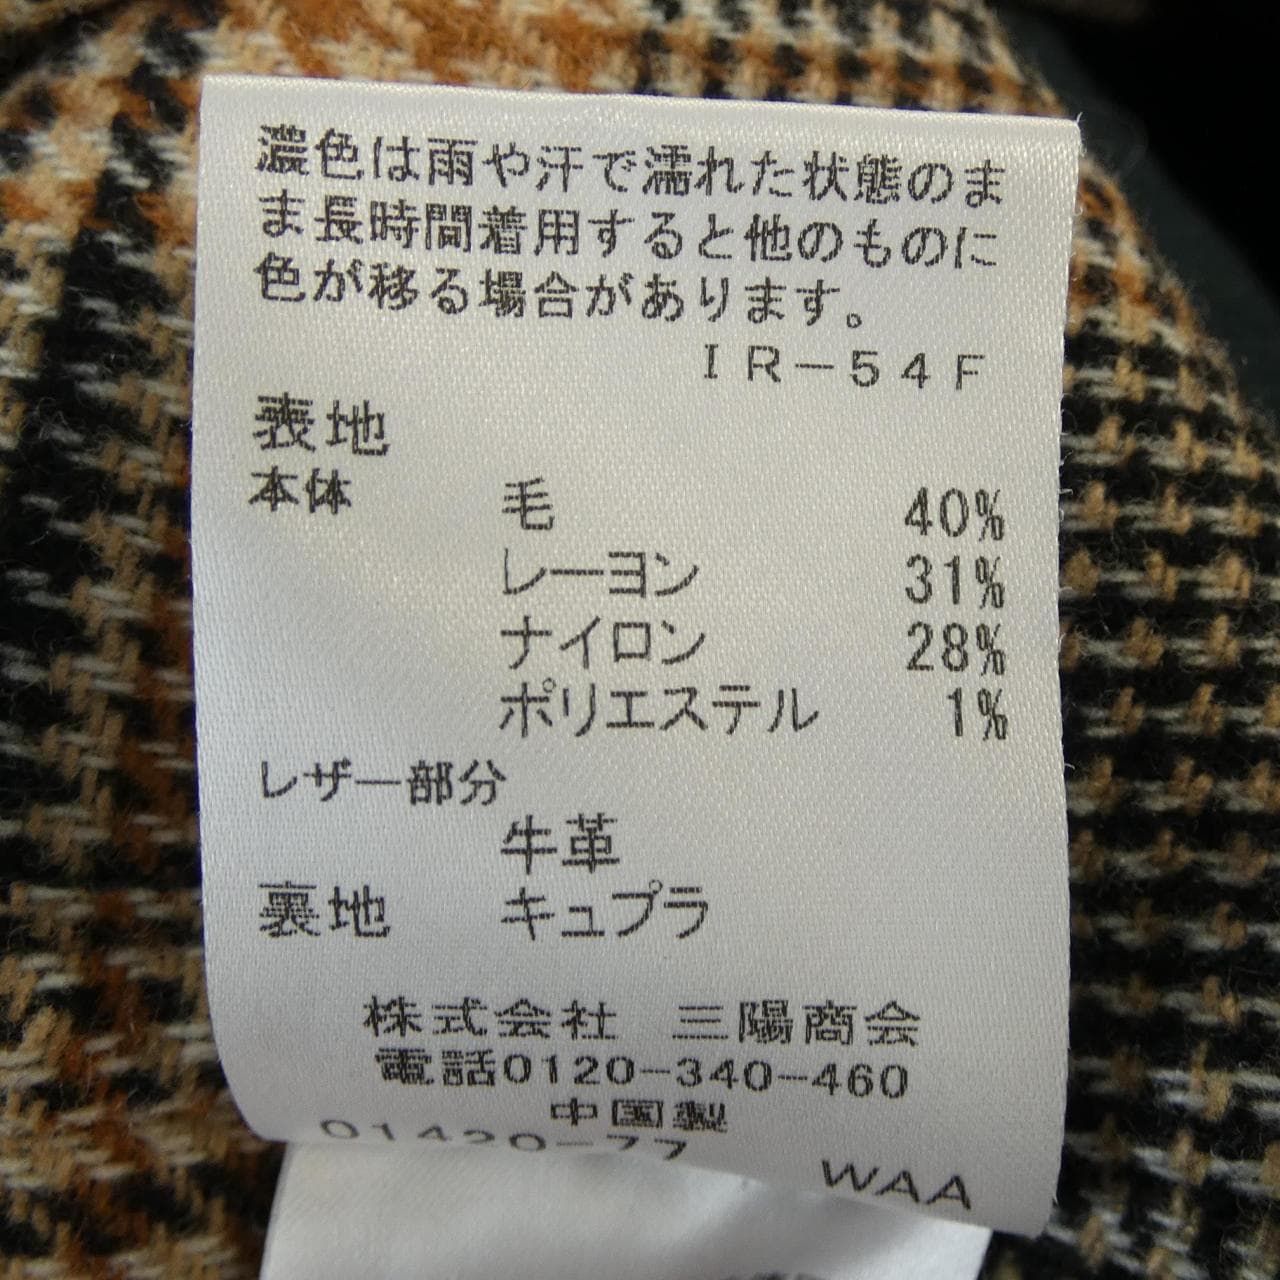 濃色は雨や汗で濡れた状態のま
ま長時間着用すると他のものに
色が移る場合があります。
IR-54F
表地
本体 毛 40%
レーヨン 31%
ナイロン 28%
ポリエステル 1%
レザー部分
牛革
裏地 キュプラ
株式会社 三陽商会
電話0120-340-460
中国製
01420-77 WAA